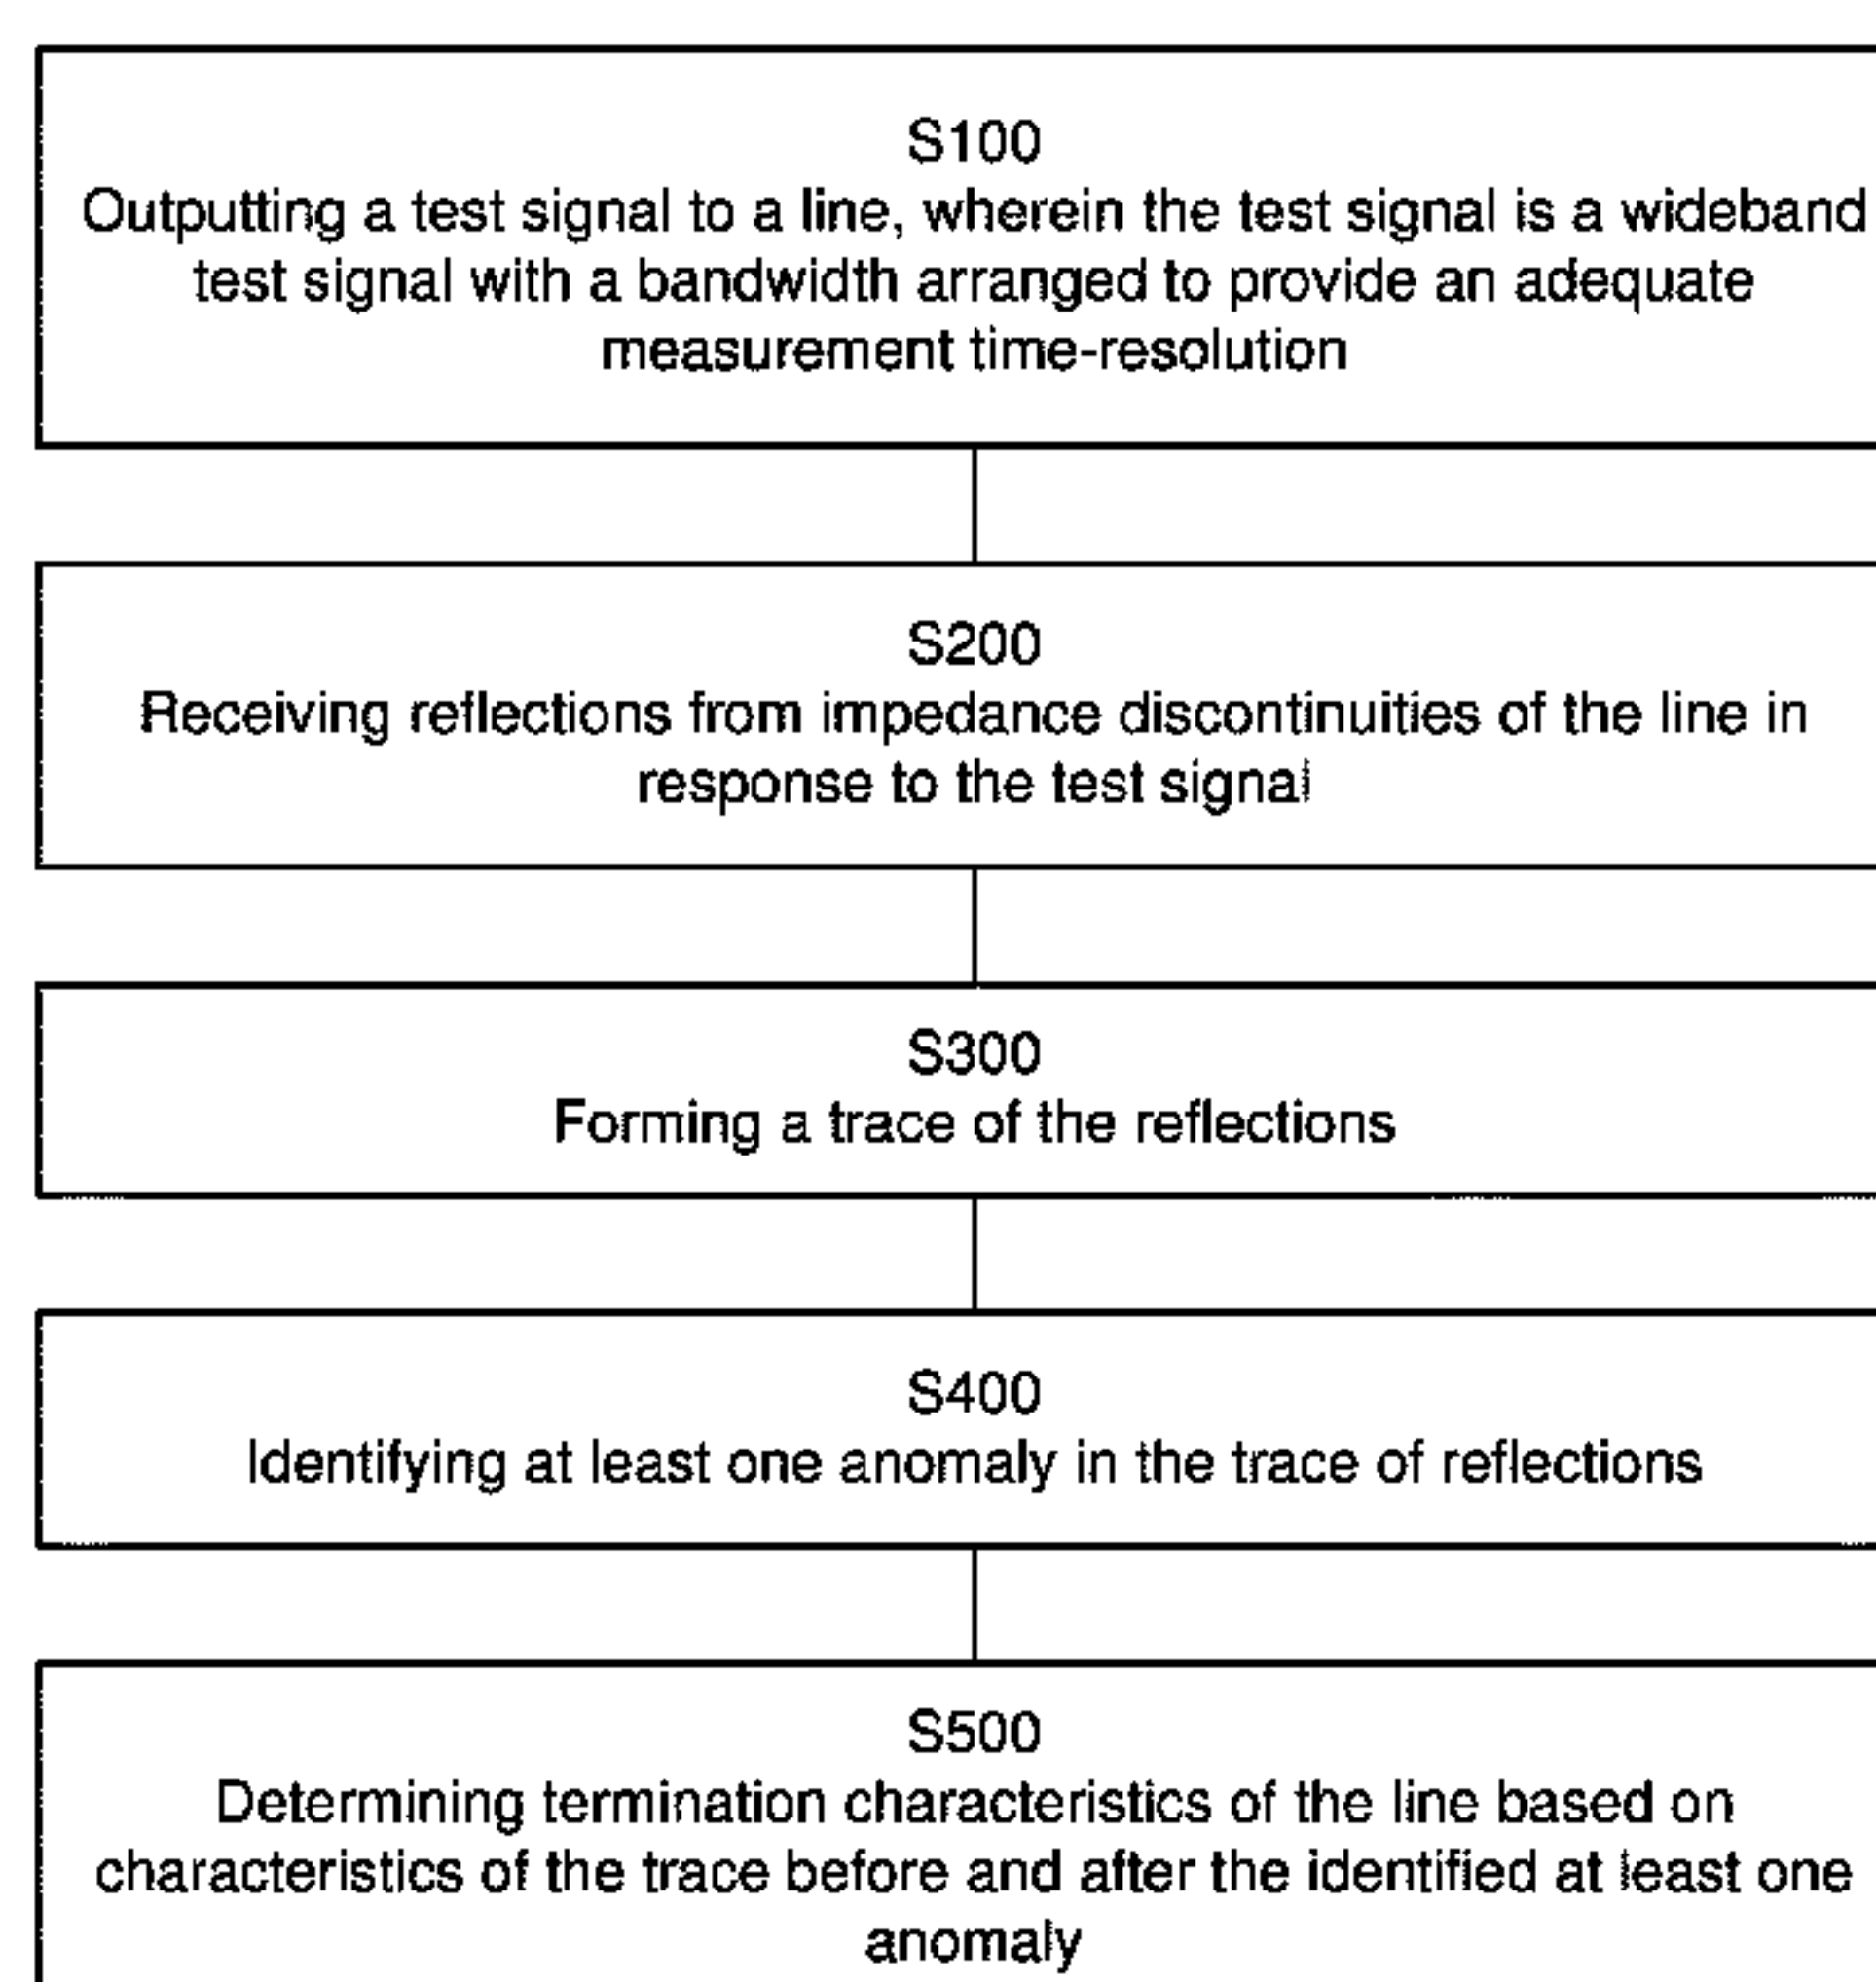 S100
Outputting a test signal to a line, wherein the test signal is a wideband
test signal with a bandwidth arranged to provide an adequate
measurement time-resolution
S200
Receiving reflections from impedance discontinuities of the line in
response to the test signal
S300
Forming a trace of the reflections
S400
Identifying at least one anomaly in the trace of reflections
S500
Determining termination characteristics of the line based on
characteristics of the trace before and after the identified at least one
anomaly